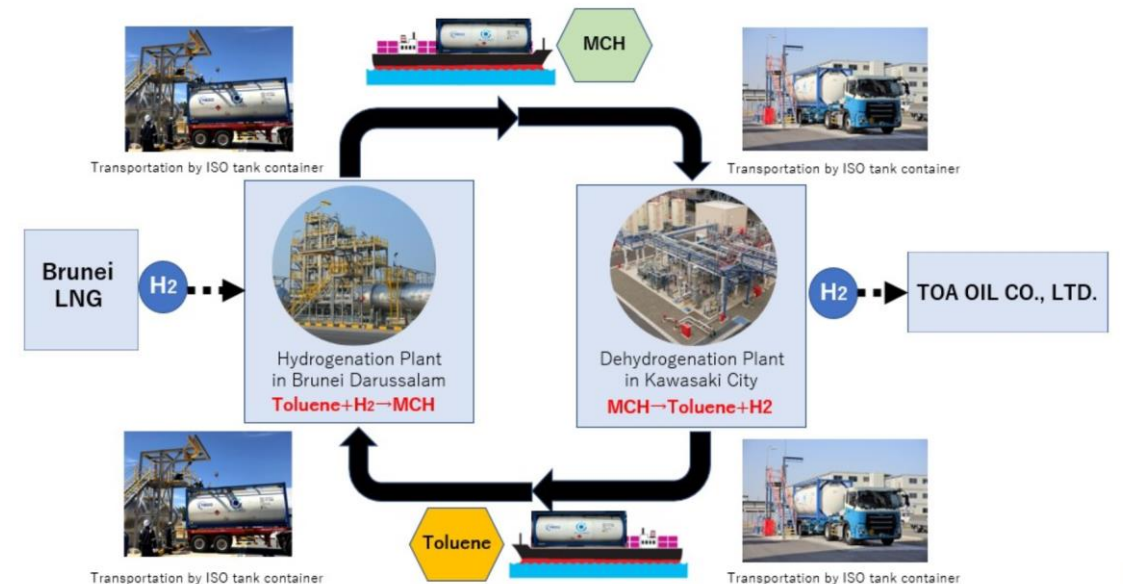 MCH
Transportation by ISO tank container
Transportation by ISO tank container
Brunei
LNG
H2
Hydrogenation Plant
in Brunei Darussalam
Toluene+H2→MCH
Dehydrogenation Plant
in Kawasaki City
MCH→Toluene+H2
H2
TOA OIL CO., LTD.
Toluene
Transportation by ISO tank container
Transportation by ISO tank container